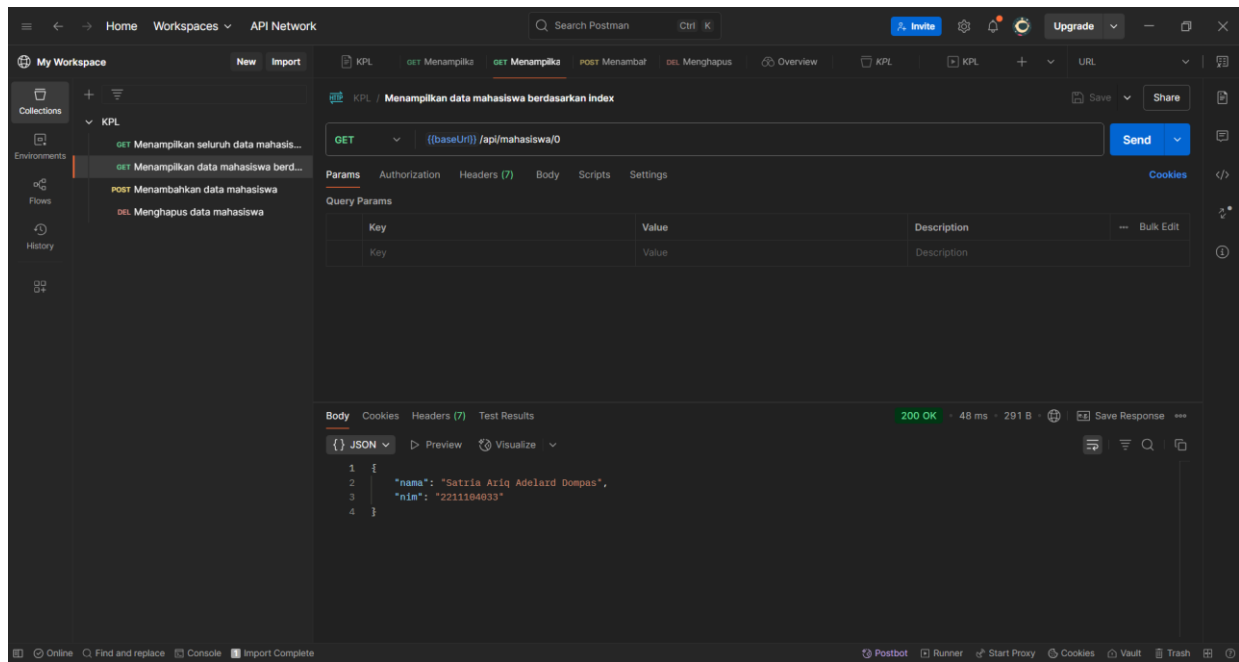 Home Workspaces API Network Search Postman Ctrl K Invite Upgrade
My Workspace New Import KPL GET Menampilka GET Menampilka POST Menambah DEL Menghapus Overview KPL KPL URL
Collections
Environments
Flows
History
KPL
GET Menampilkan seluruh data mahasis...
GET Menampilkan data mahasiswa berd...
POST Menambahkan data mahasiswa
DEL Menghapus data mahasiswa
KPL / Menampilkan data mahasiswa berdasarkan index Save Share
GET {{baseUrl}} /api/mahasiswa/0 Send
Params Authorization Headers (7) Body Scripts Settings Cookies
Query Params
Key Value Description Bulk Edit
Key Value Description
Body Cookies Headers (7) Test Results 200 OK 48 ms 291 B Save Response
{} JSON Preview Visualize
1 {
2 "nama": "Satria Ariq Adelard Dompas",
3 "nim": "2211104033"
4 }
Online Find and replace Console 1 Import Complete Postbot Runner Start Proxy Cookies Vault Trash